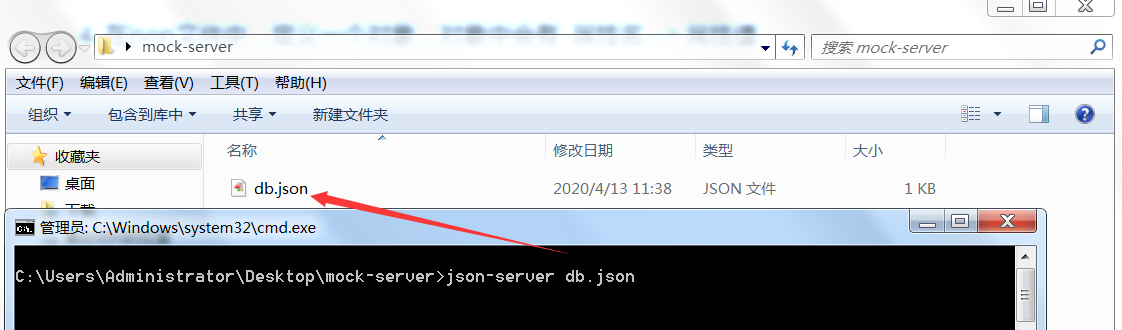 mock-server
搜索 mock-server
文件(F) 编辑(E) 查看(V) 工具(T) 帮助(H)
组织 包含到库中 共享 新建文件夹
收藏夹
桌面
名称 修改日期 类型 大小
db.json 2020/4/13 11:38 JSON 文件 1 KB
管理员: C:\Windows\system32\cmd.exe
C:\Users\Administrator\Desktop\mock-server>json-server db.json